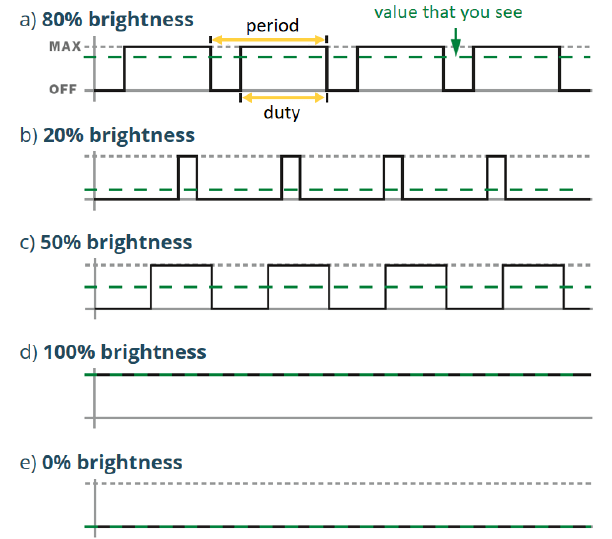 a) 80% brightness
value that you see
period
MAX
OFF
duty
b) 20% brightness
c) 50% brightness
d) 100% brightness
e) 0% brightness